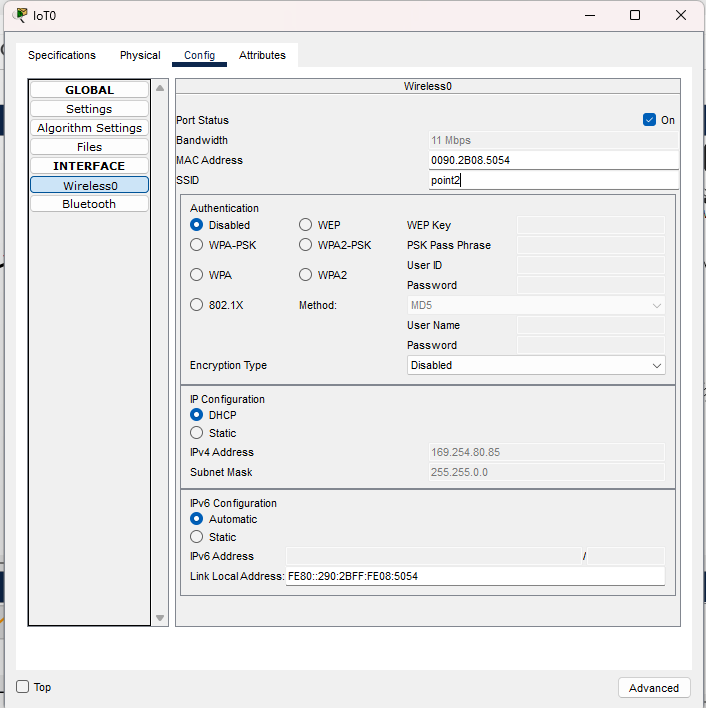 IoT0
Specifications Physical Config Attributes
GLOBAL
Settings
Algorithm Settings
Files
INTERFACE
Wireless0
Bluetooth
Wireless0
Port Status On
Bandwidth 11 Mbps
MAC Address 0090.2B08.5054
SSID point2
Authentication
Disabled WEP WEP Key
WPA-PSK WPA2-PSK PSK Pass Phrase
User ID
WPA WPA2
Password
802.1X Method: MD5
User Name
Password
Encryption Type Disabled
IP Configuration
DHCP
Static
IPv4 Address 169.254.80.85
Subnet Mask 255.255.0.0
IPv6 Configuration
Automatic
Static
IPv6 Address /
Link Local Address: FE80::290:2BFF:FE08:5054
Top Advanced